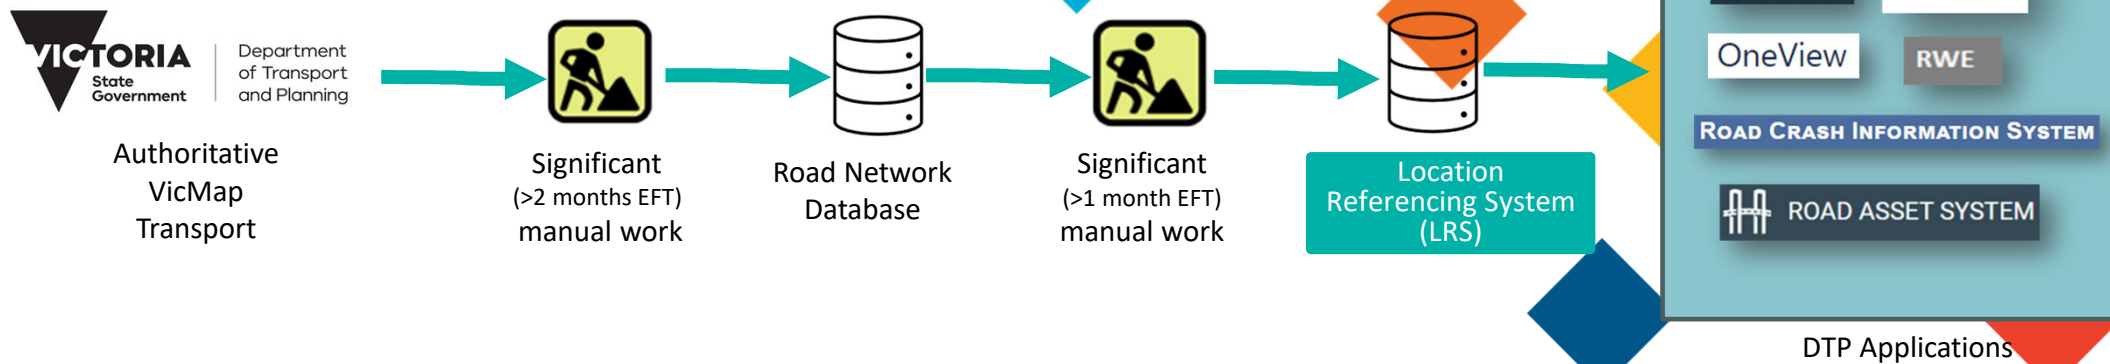 VICTORIA
State
Government
Department
of Transport
and Planning
Authoritative
VicMap
Transport
Significant
(>2 months EFT)
manual work
Road Network
Database
Significant
(>1 month EFT)
manual work
Location
Referencing System
(LRS)
OneView
RWE
ROAD CRASH INFORMATION SYSTEM
ROAD ASSET SYSTEM
DTP Applications